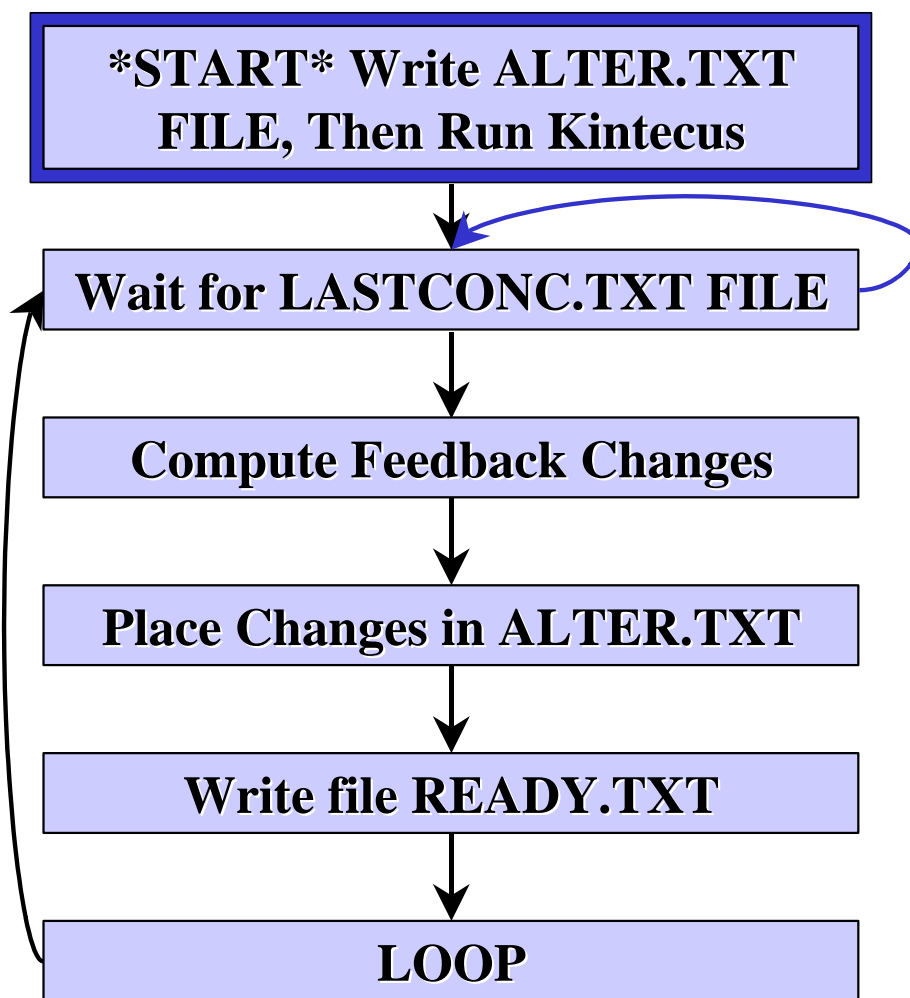 *START* Write ALTER.TXT
FILE, Then Run Kintecus
Wait for LASTCONC.TXT FILE
Compute Feedback Changes
Place Changes in ALTER.TXT
Write file READY.TXT
LOOP